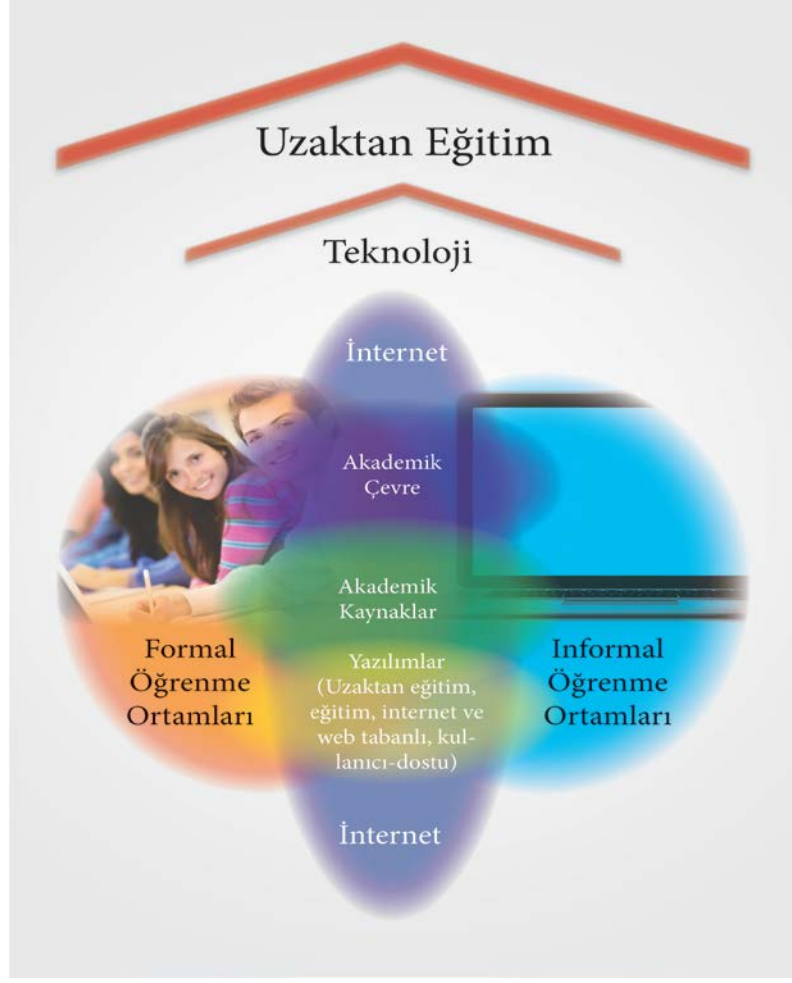 Uzaktan Eğitim
Teknoloji
İnternet
Akademik
Çevre
Akademik
Kaynaklar
Formal
Öğrenme
Ortamları
Yazılımlar
(Uzaktan eğitim,
eğitim, internet ve
web tabanlı, kul-
lanıcı-dostu)
Informal
Öğrenme
Ortamları
İnternet